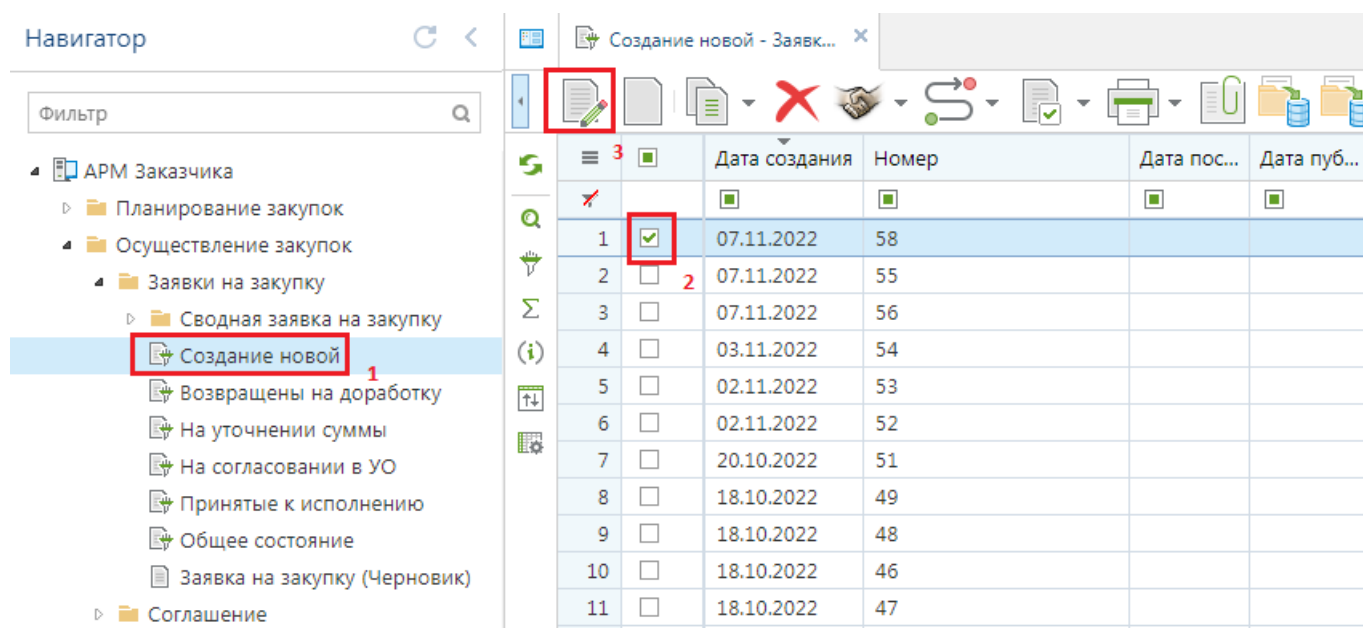 Навигатор
Создание новой - Заявк...
Фильтр
3
Дата создания Номер Дата пос... Дата пуб...
АРМ Заказчика
Планирование закупок
Осуществление закупок
Заявки на закупку
Сводная заявка на закупку
Создание новой
1
Возвращены на доработку
На уточнении суммы
На согласовании в УО
Принятые к исполнению
Общее состояние
Заявка на закупку (Черновик)
Соглашение
1 07.11.2022 58
2 2 07.11.2022 55
3 07.11.2022 56
4 03.11.2022 54
5 02.11.2022 53
6 02.11.2022 52
7 20.10.2022 51
8 18.10.2022 49
9 18.10.2022 48
10 18.10.2022 46
11 18.10.2022 47